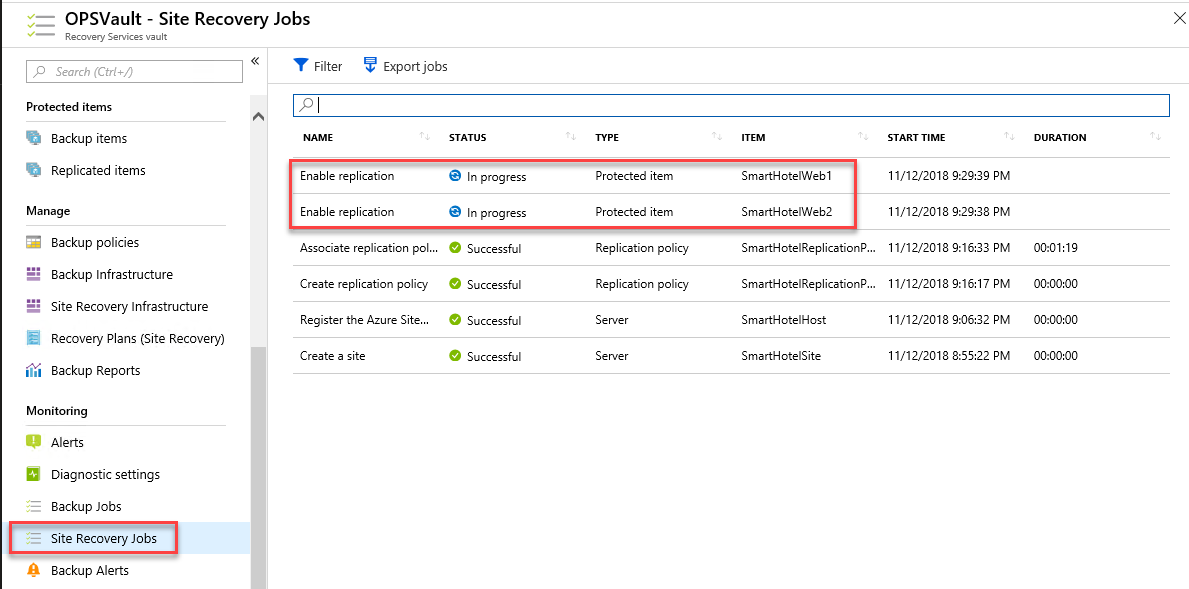 OPSVault - Site Recovery Jobs
Recovery Services vault
Search (Ctrl+/)
Protected items
Backup items
Replicated items
Manage
Backup policies
Backup Infrastructure
Site Recovery Infrastructure
Recovery Plans (Site Recovery)
Backup Reports
Monitoring
Alerts
Diagnostic settings
Backup Jobs
Site Recovery Jobs
Backup Alerts
Filter Export jobs
NAME STATUS TYPE ITEM START TIME DURATION
Enable replication In progress Protected item SmartHotelWeb1 11/12/2018 9:29:39 PM
Enable replication In progress Protected item SmartHotelWeb2 11/12/2018 9:29:38 PM
Associate replication pol... Successful Replication policy SmartHotelReplicationP... 11/12/2018 9:16:33 PM 00:01:19
Create replication policy Successful Replication policy SmartHotelReplicationP... 11/12/2018 9:16:17 PM 00:00:00
Register the Azure Site... Successful Server SmartHotelHost 11/12/2018 9:06:32 PM 00:00:00
Create a site Successful Server SmartHotelSite 11/12/2018 8:55:22 PM 00:00:00